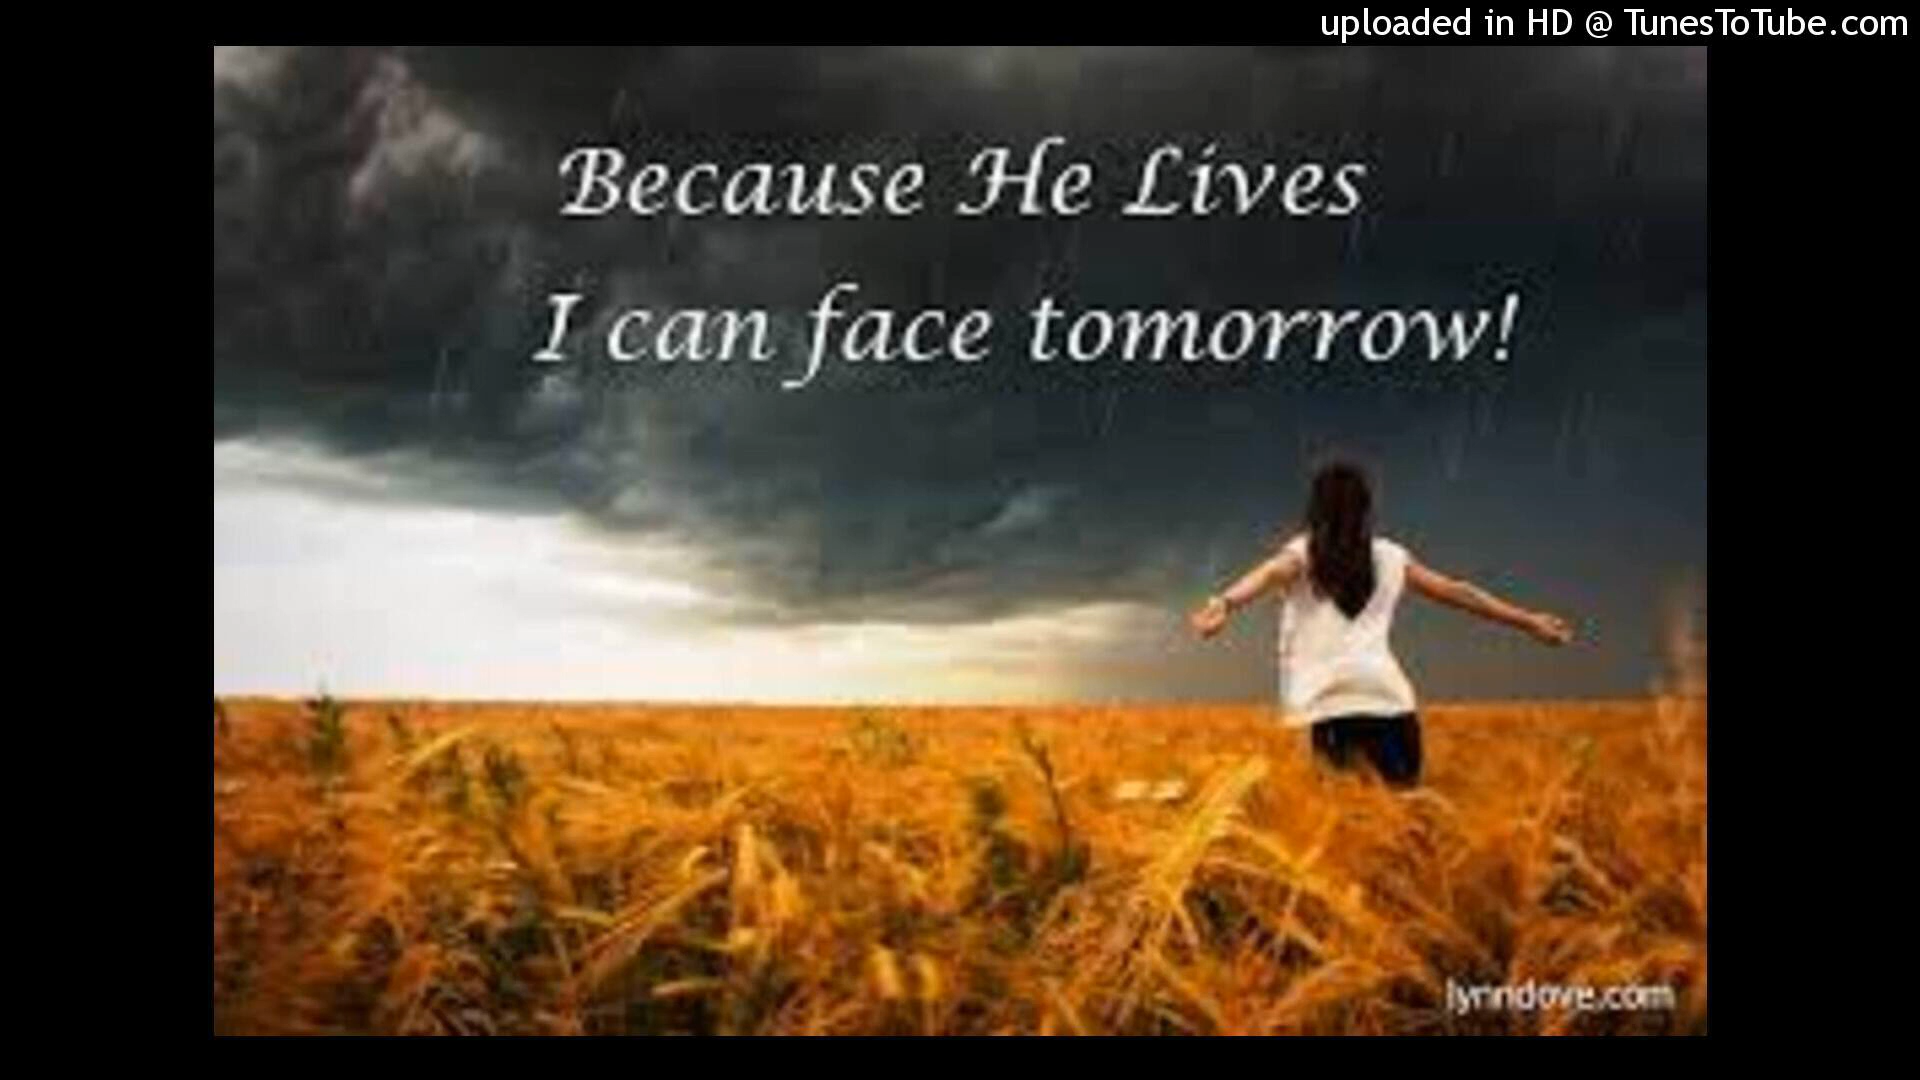 uploaded in HD @ TunesToTube.com
Because He Lives
I can face tomorrow!
lynndove.com